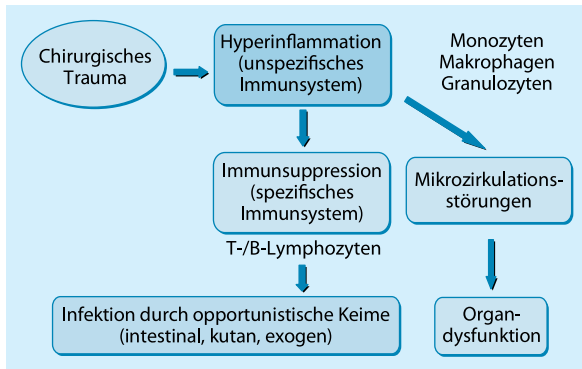 Chirurgisches
Trauma
Hyperinflammation
(unspezifisches
Immunsystem)
Monozyten
Makrophagen
Granulozyten
Immunsuppression
(spezifisches
Immunsystem)
Mikrozirkulations-
störungen
T-/B-Lymphozyten
Infektion durch opportunistische Keime
(intestinal, kutan, exogen)
Organ-
dysfunktion